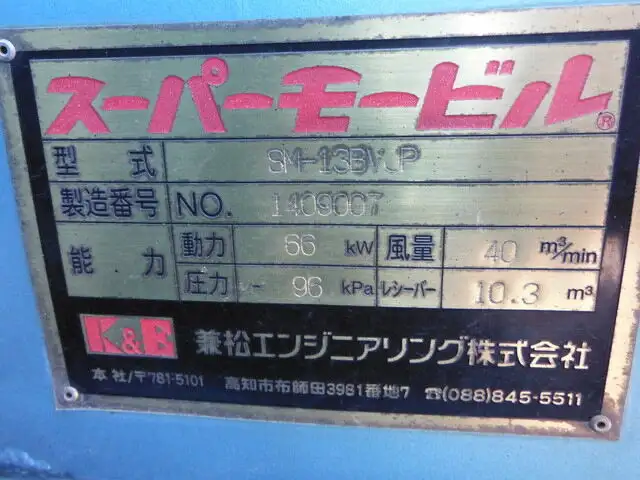 スーパーモービル®
型式 SM-13BVJP
製造番号 NO. 1409007
能力 動力 66 kW 風量 40 m³/min
圧力 - 96 kPa レシーバー 10.3 m³
K&E 兼松エンジニアリング株式会社
本社/〒781-5101 高知市布師田3981番地7 ☎(088)845-5511